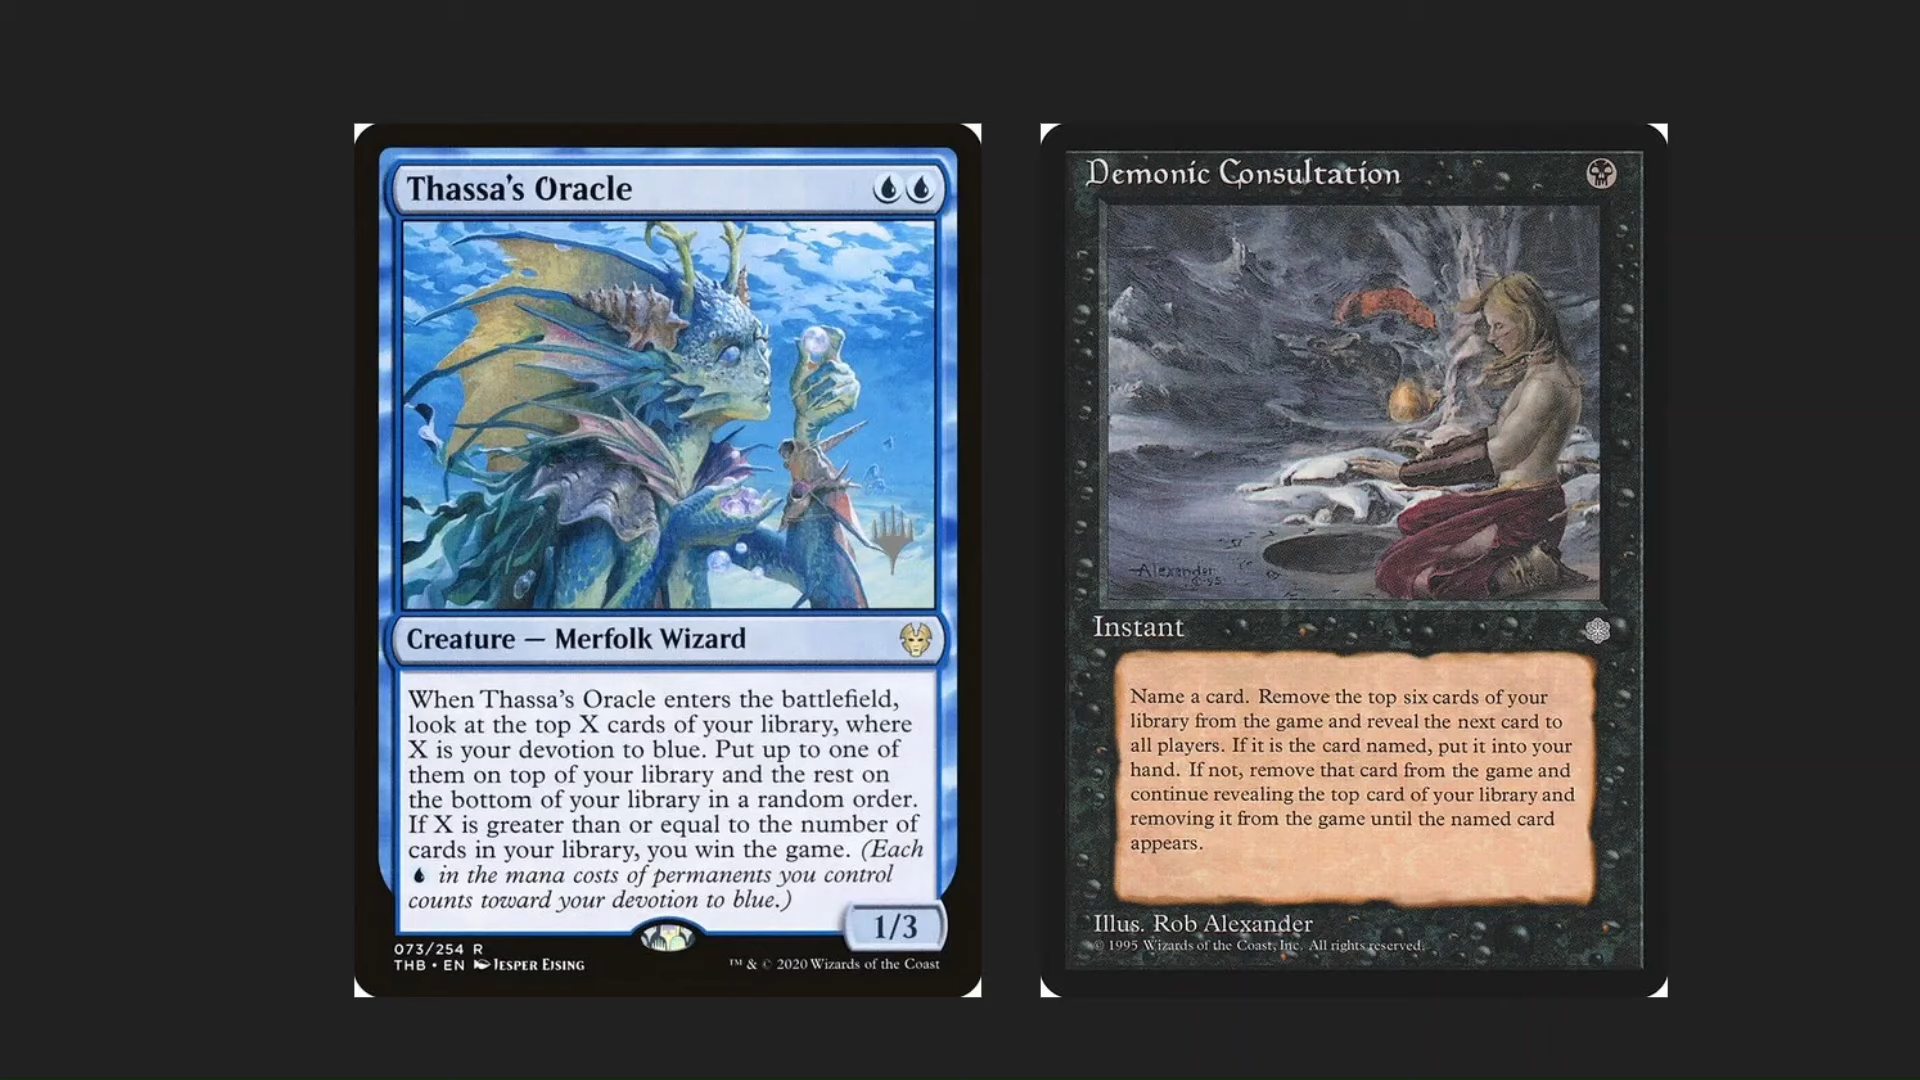 Thassa's Oracle
Creature — Merfolk Wizard
When Thassa's Oracle enters the battlefield,
look at the top X cards of your library, where
X is your devotion to blue. Put up to one of
them on top of your library and the rest on
the bottom of your library in a random order.
If X is greater than or equal to the number of
cards in your library, you win the game. (Each
in the mana costs of permanents you control
counts toward your devotion to blue.)
1/3
073/254 R
THB • EN JESPER EJSING
™ & © 2020 Wizards of the Coast
Demonic Consultation
Alexander
©-95
Instant
Name a card. Remove the top six cards of your
library from the game and reveal the next card to
all players. If it is the card named, put it into your
hand. If not, remove that card from the game and
continue revealing the top card of your library and
removing it from the game until the named card
appears.
Illus. Rob Alexander
© 1995 Wizards of the Coast, Inc. All rights reserved.